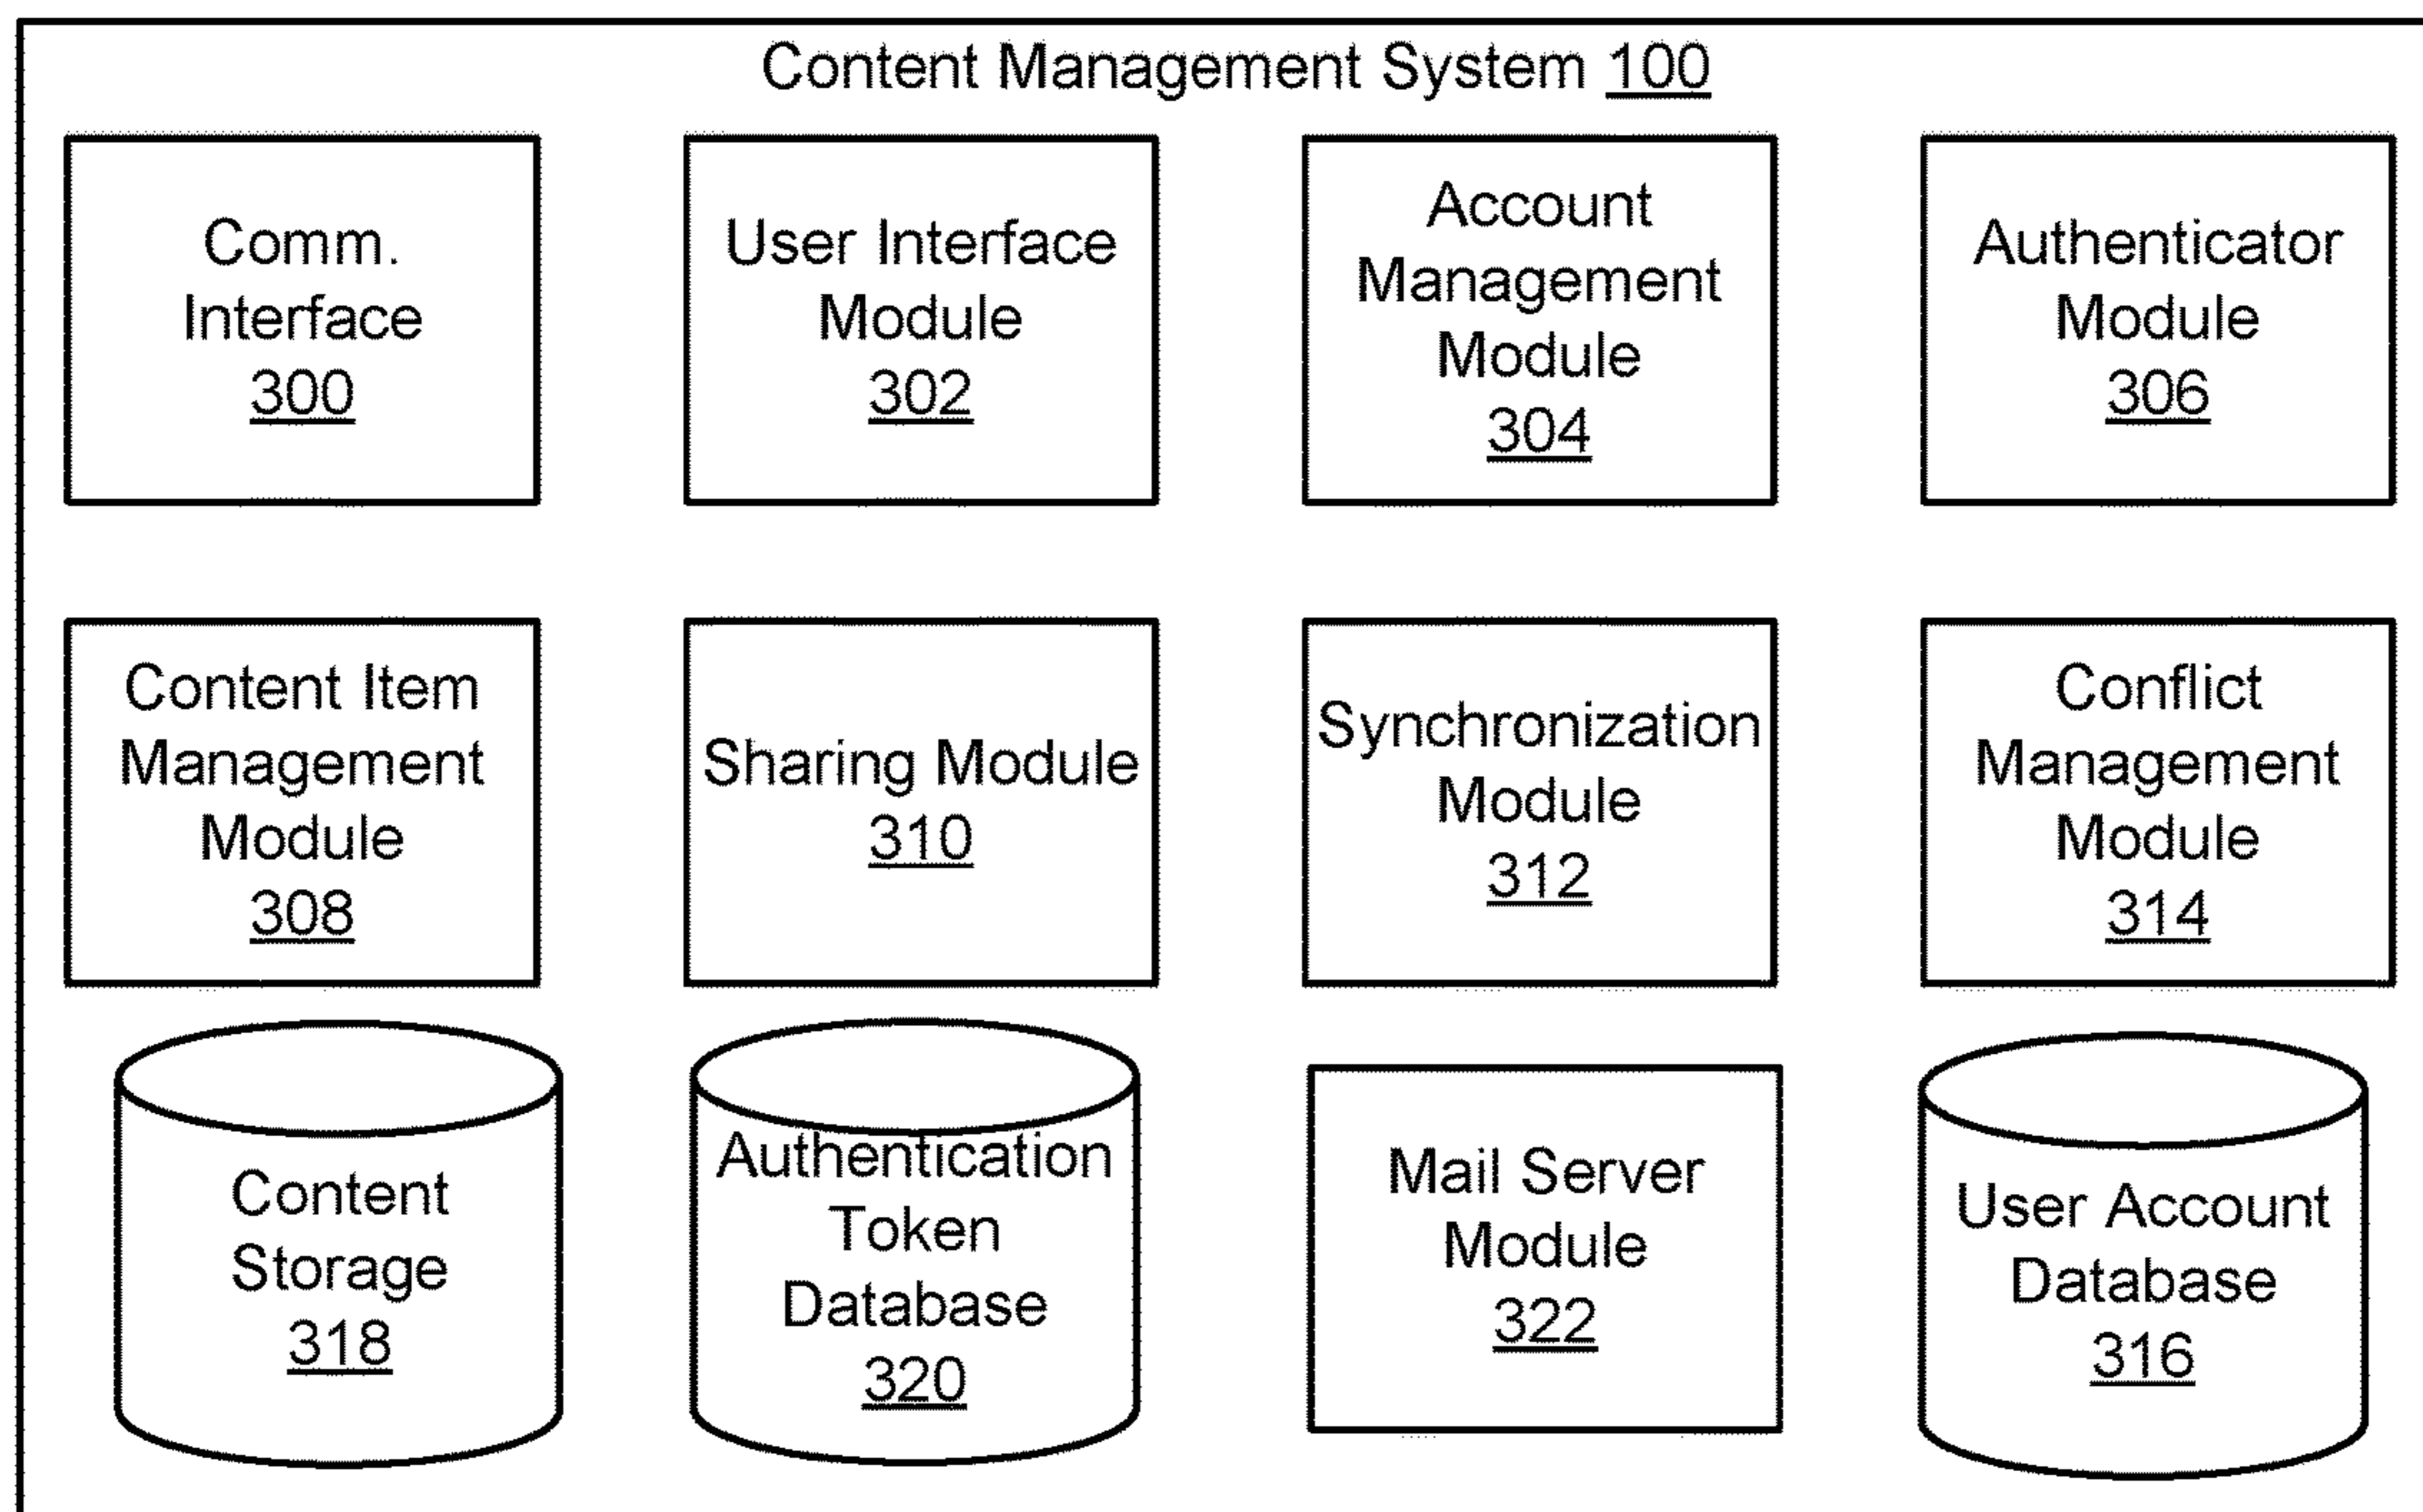 Content Management System 100
Comm.
Interface
300
User Interface
Module
302
Account
Management
Module
304
Authenticator
Module
306
Content Item
Management
Module
308
Sharing Module
310
Synchronization
Module
312
Conflict
Management
Module
314
Content
Storage
318
Authentication
Token
Database
320
Mail Server
Module
322
User Account
Database
316